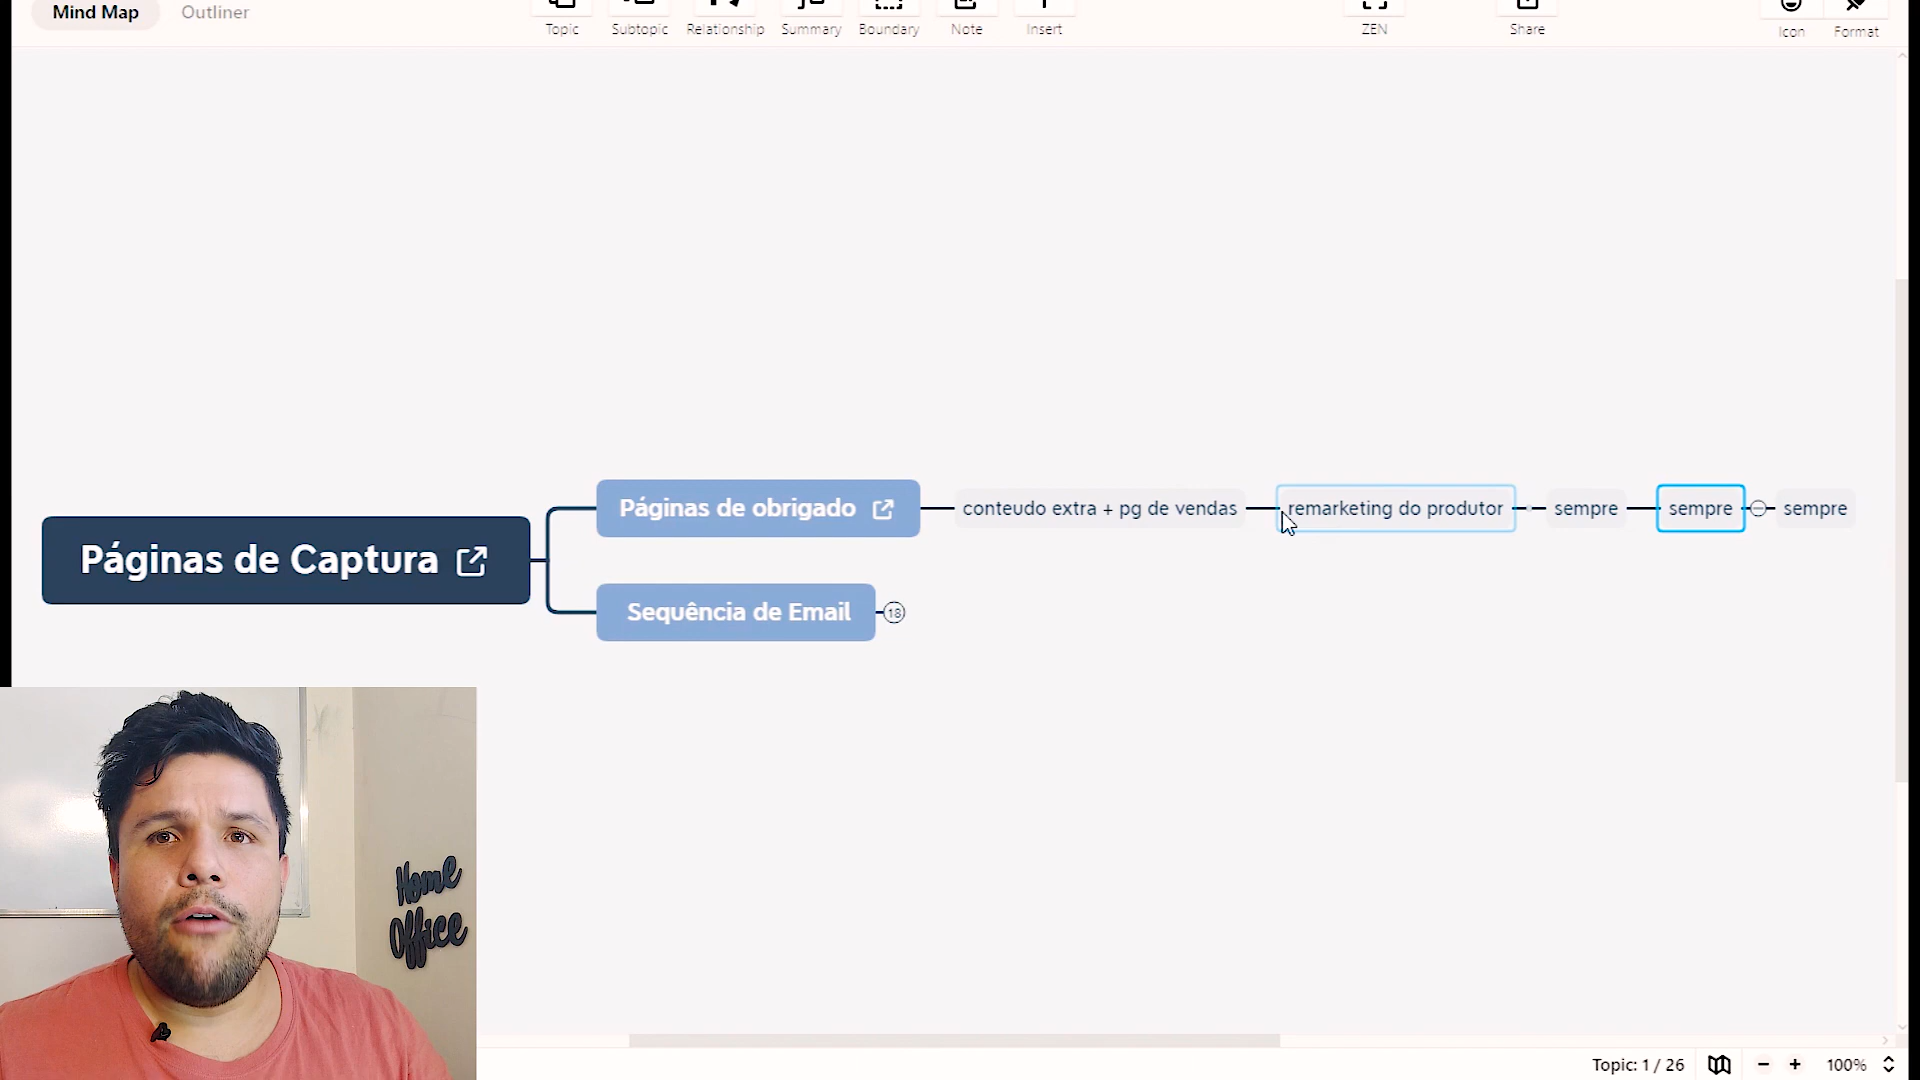 Mind Map
Outliner
Topic
Subtopic
Relationship
Summary
Boundary
Note
Insert
ZEN
Share
Icon
Format
Páginas de obrigado
conteudo extra + pg de vendas
remarketing do produtor
sempre
sempre
sempre
Páginas de Captura
Sequência de Email
18
Home
Office
Topic: 1 / 26
100%